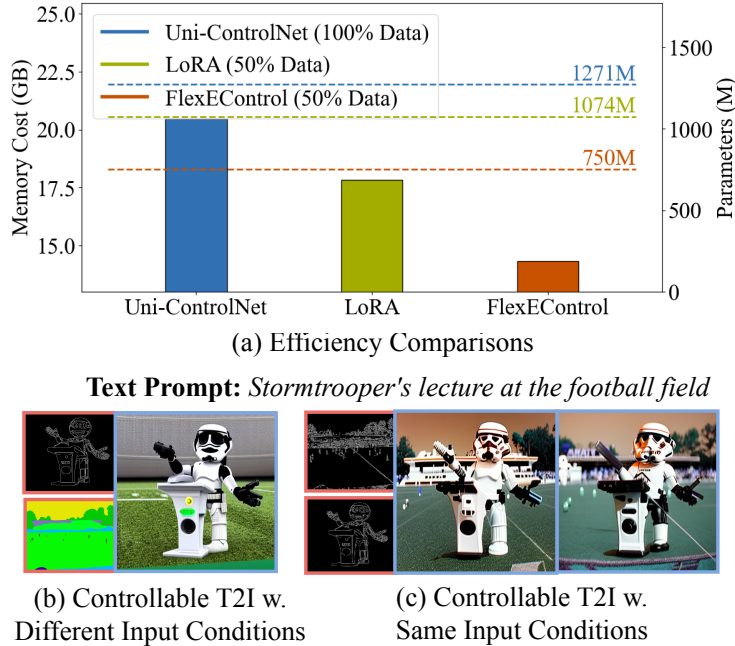 25.0
22.5
20.0
17.5
15.0
Memory Cost (GB)
Uni-ControlNet (100% Data)
LoRA (50% Data)
FlexEControl (50% Data)
1271M
1074M
750M
1500
1000
500
0
Parameters (M)
Uni-ControlNet
LoRA
FlexEControl
(a) Efficiency Comparisons
Text Prompt: Stormtrooper's lecture at the football field
(b) Controllable T2I w.
Different Input Conditions
(c) Controllable T2I w.
Same Input Conditions